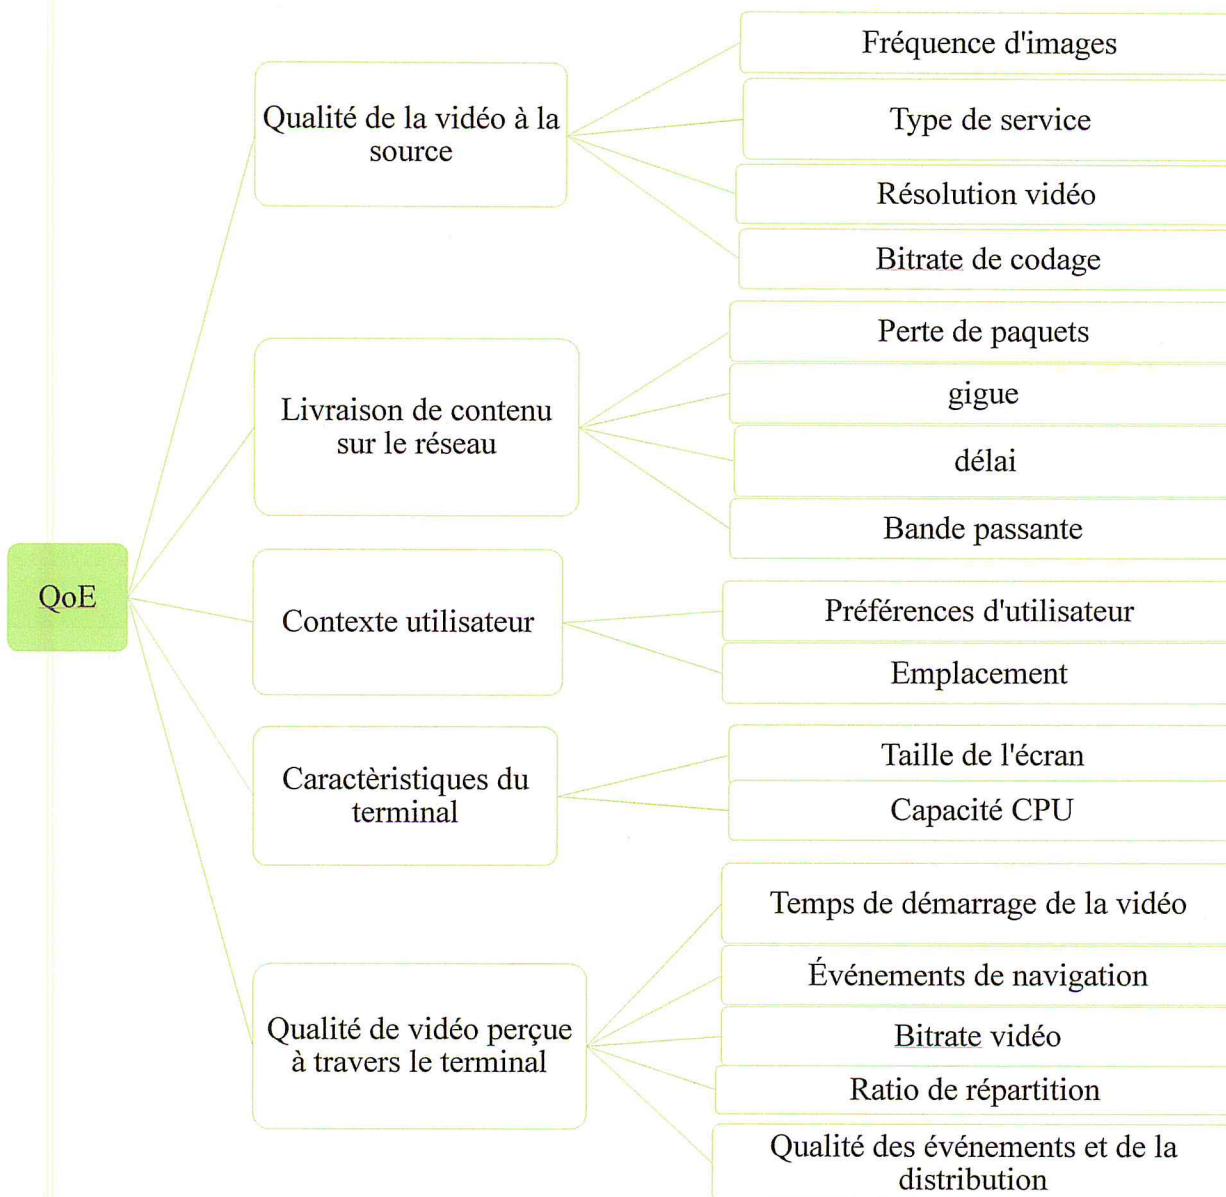 QoE
Qualité de la vidéo à la
source
Fréquence d'images
Type de service
Résolution vidéo
Bitrate de codage
Livraison de contenu
sur le réseau
Perte de paquets
gigue
délai
Bande passante
Contexte utilisateur
Préférences d'utilisateur
Emplacement
Caractèristiques du
terminal
Taille de l'écran
Capacité CPU
Qualité de vidéo perçue
à travers le terminal
Temps de démarrage de la vidéo
Événements de navigation
Bitrate vidéo
Ratio de répartition
Qualité des événements et de la
distribution